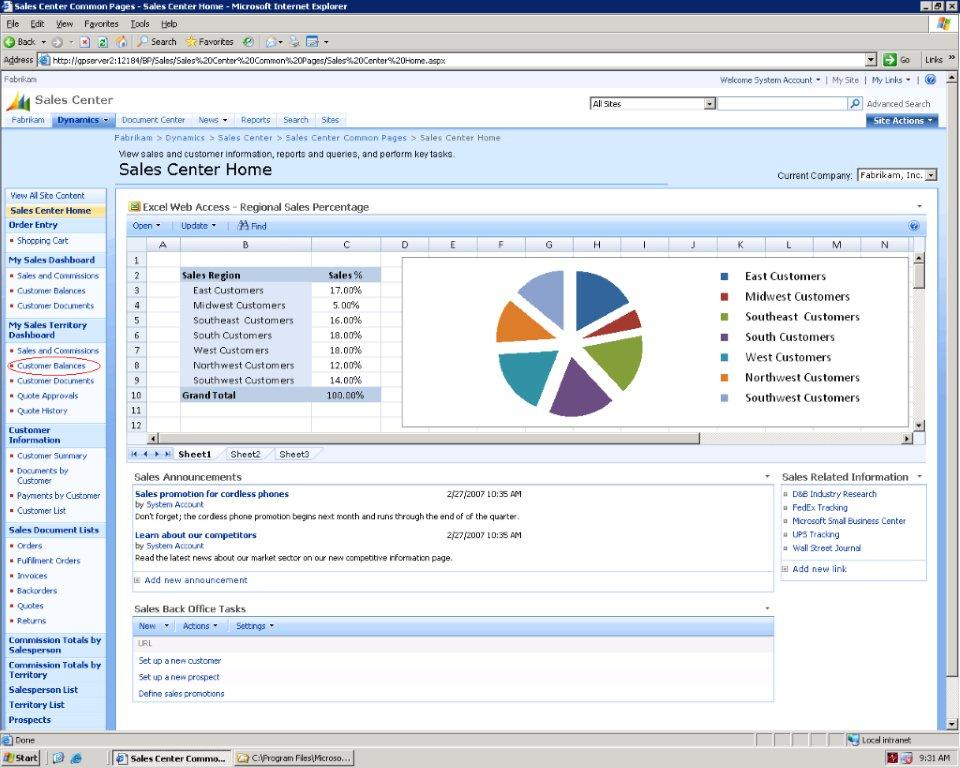 Sales Center Common Pages - Sales Center Home - Microsoft Internet Explorer
File Edit View Favorites Tools Help
Back Search Favorites
Address http://gpserver2:12184/BP/Sales/Sales%20Center%20Common%20Pages/Sales%20Center%20Home.aspx Go Links »
Fabrikam Welcome System Account | My Site | My Links |
Sales Center All Sites Advanced Search
Fabrikam Dynamics Document Center News Reports Search Sites Site Actions
Fabrikam > Dynamics > Sales Center > Sales Center Common Pages > Sales Center Home
View sales and customer information, reports and queries, and perform key tasks.
Sales Center Home
Current Company: Fabrikam, Inc.
View All Site Content
Sales Center Home
Order Entry
Shopping Cart
My Sales Dashboard
Sales and Commissions
Customer Balances
Customer Documents
My Sales Territory
Dashboard
Sales and Commissions
Customer Balances
Customer Documents
Quote Approvals
Quote History
Customer
Information
Customer Summary
Documents by
Customer
Payments by Customer
Customer List
Sales Document Lists
Orders
Fulfillment Orders
Invoices
Backorders
Quotes
Returns
Commission Totals by
Salesperson
Commission Totals by
Territory
Salesperson List
Territory List
Prospects
Excel Web Access - Regional Sales Percentage
Open Update Find
A B C D E F G H I J K L M N
1
2 Sales Region Sales %
3 East Customers 17.00%
4 Midwest Customers 5.00%
5 Southeast Customers 16.00%
6 South Customers 18.00%
7 West Customers 18.00%
8 Northwest Customers 12.00%
9 Southwest Customers 14.00%
10 Grand Total 100.00%
11
12
East Customers
Midwest Customers
Southeast Customers
South Customers
West Customers
Northwest Customers
Southwest Customers
Sheet1 Sheet2 Sheet3
Sales Announcements
Sales promotion for cordless phones 2/27/2007 10:35 AM
by System Account
Don't forget; the cordless phone promotion begins next month and runs through the end of of the quarter.
Learn about our competitors 2/27/2007 10:35 AM
by System Account
Read the latest news about our market sector on our new competitive information page.
Add new announcement
Sales Related Information
D&B Industry Research
FedEx Tracking
Microsoft Small Business Center
UPS Tracking
Wall Street Journal
Add new link
Sales Back Office Tasks
New Actions Settings
URL
Set up a new customer
Set up a new prospect
Define sales promotions
Done Local intranet
Start Sales Center Commo... C:\Program Files\Microso... 9:31 AM